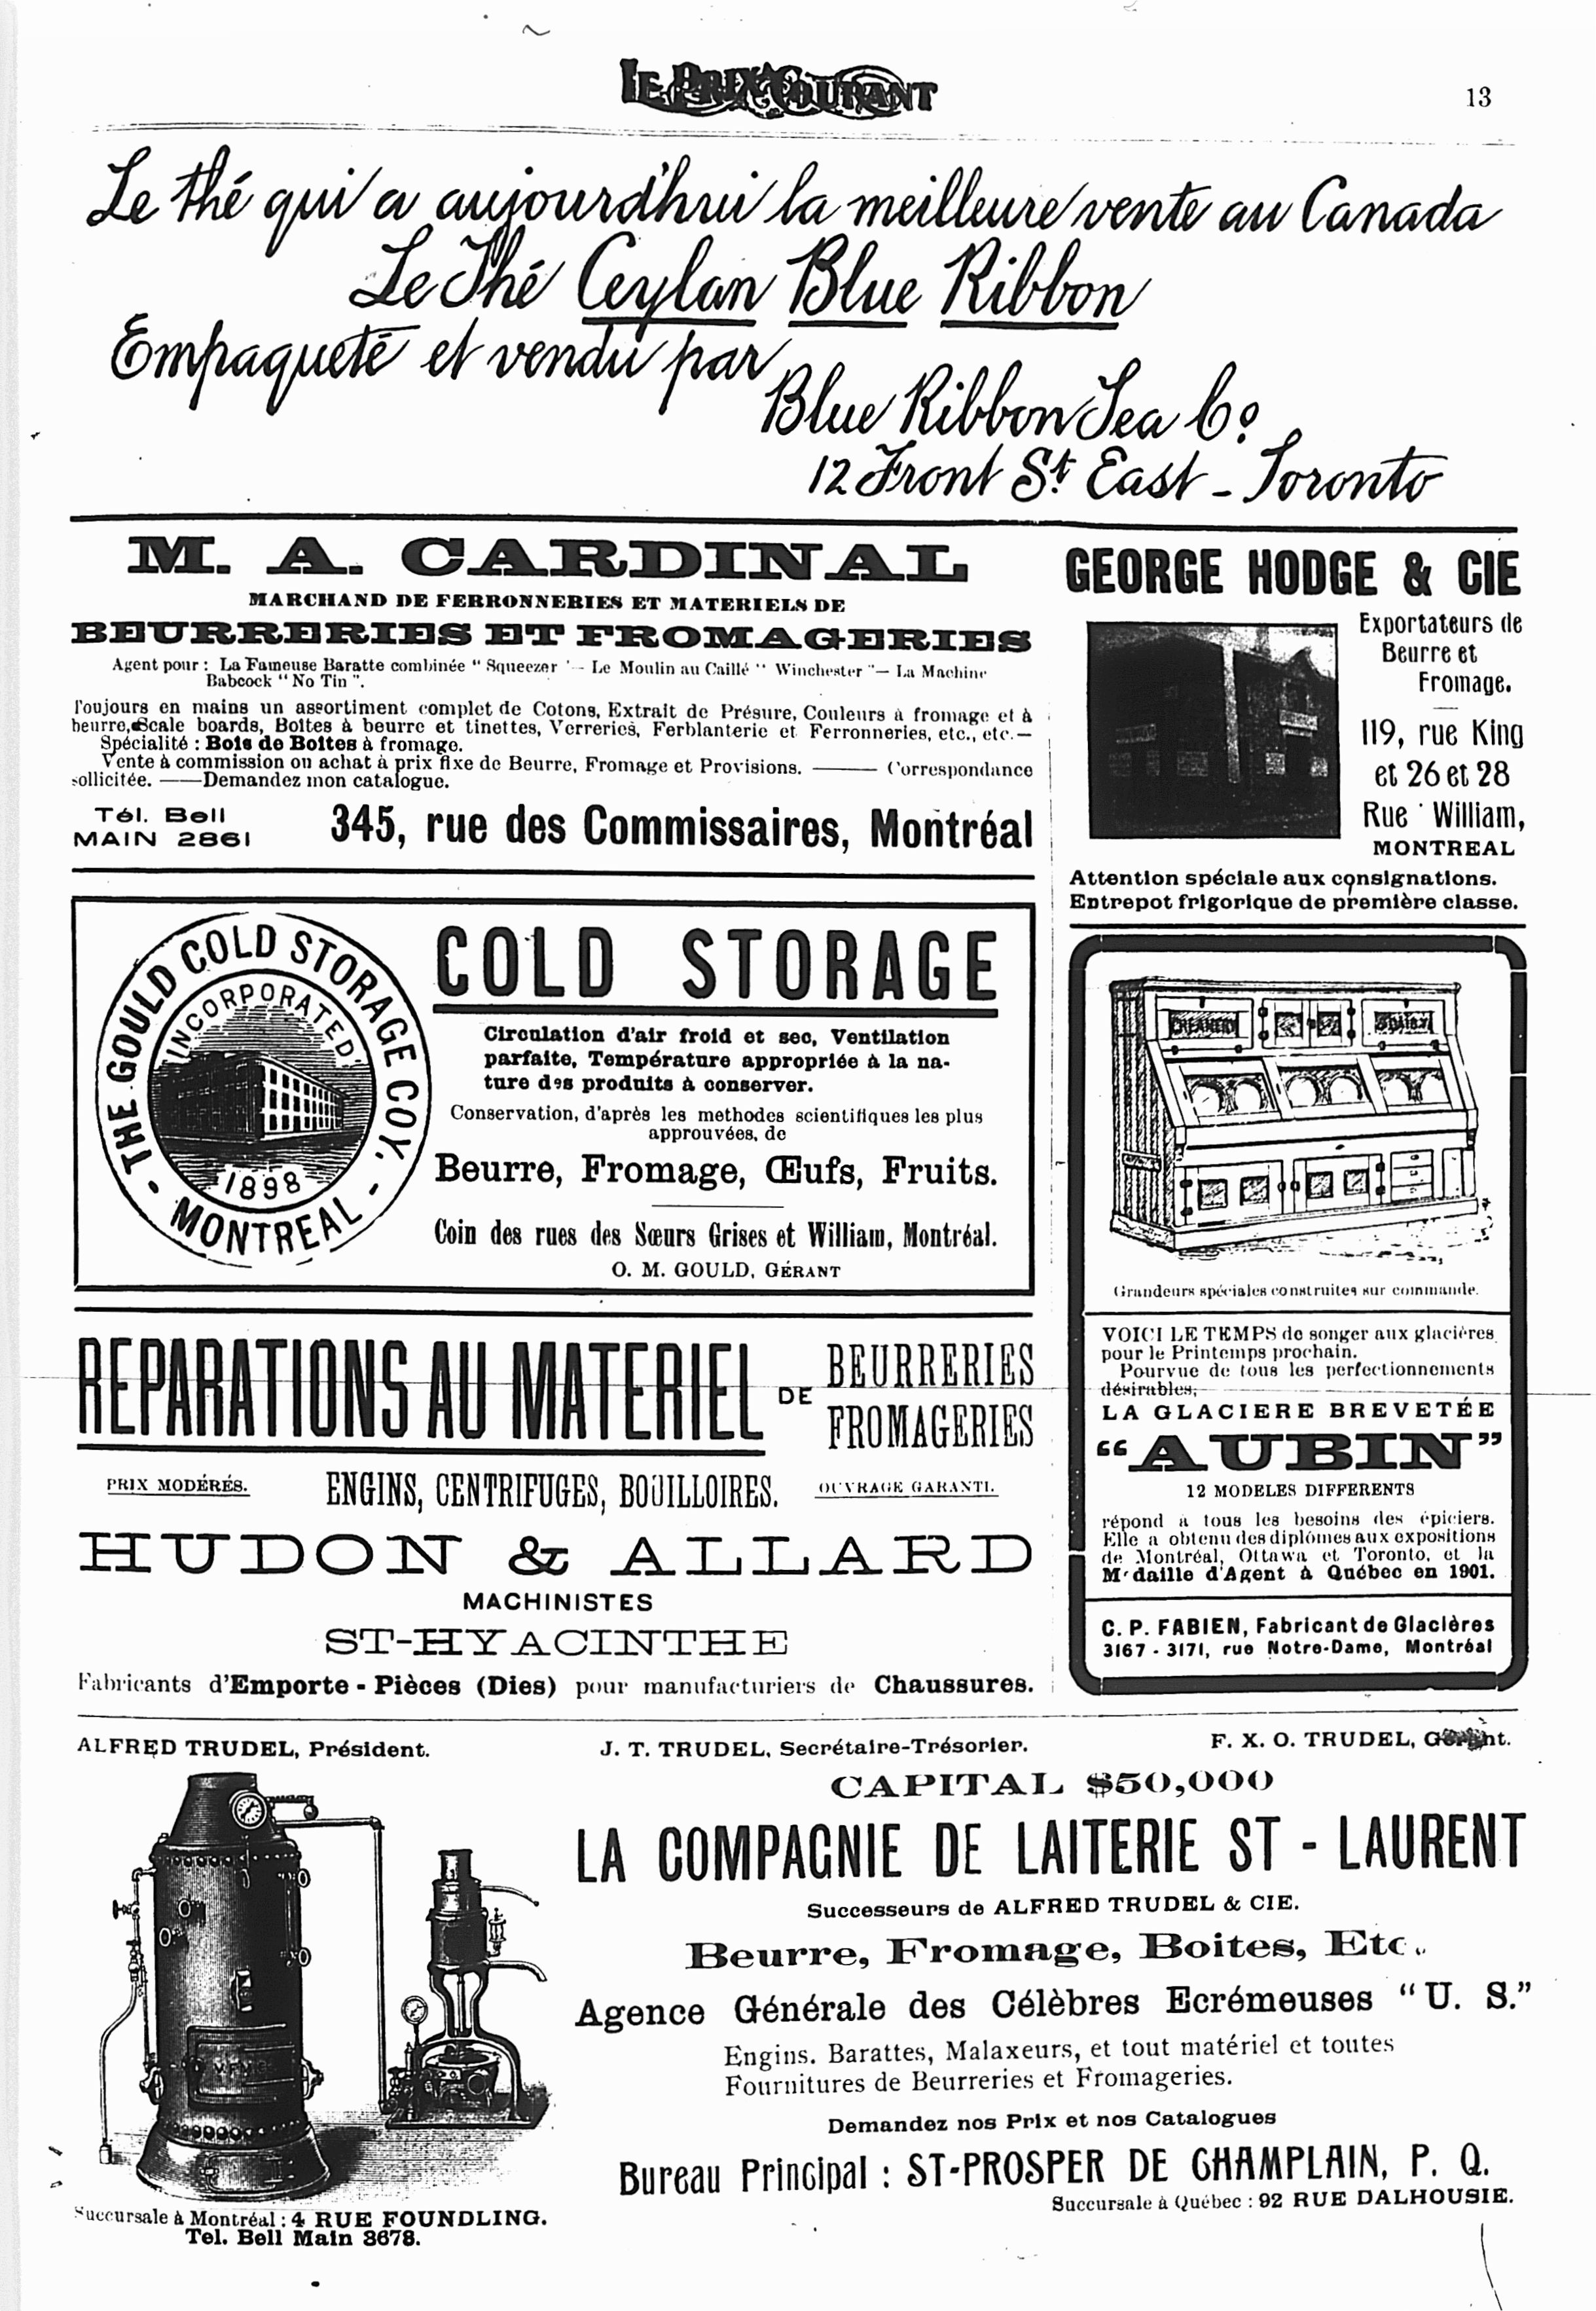 LE PRIX COURANT
13
Le thé qui a aujourd'hui la meilleure vente au Canada
Le Thé Ceylan Blue Ribbon
Empaqueté et vendu par
Blue Ribbon Tea Co.
12 Front St. East - Toronto
M. A. CARDINAL
MARCHAND DE FERRONNERIES ET MATERIELS DE
BEURRERIES ET FROMAGERIES
Agent pour : La Fameuse Baratte combinée " Squeezer '— Le Moulin au Caillé " Winchester "— La Machine
Babcock " No Tin ".
Toujours en mains un assortiment complet de Cotons, Extrait de Présure, Couleurs à fromage et à
beurre, Scale boards, Boites à beurre et tinettes, Verreries, Ferblanterie et Ferronneries, etc., etc.—
Spécialité : Bois de Boites à fromage.
Vente à commission ou achat à prix fixe de Beurre, Fromage et Provisions. ——— Correspondance
sollicitée. ——Demandez mon catalogue.
Tél. Bell
MAIN 2861
345, rue des Commissaires, Montréal
GEORGE HODGE & CIE
Exportateurs de
Beurre et
Fromage.
119, rue King
et 26 et 28
Rue William,
MONTREAL
Attention spéciale aux consignations.
Entrepot frigorique de première classe.
THE GOULD COLD STORAGE COY.
INCORPORATED
1898
- MONTREAL -
COLD STORAGE
Circulation d'air froid et sec, Ventilation
parfaite, Température appropriée à la na-
ture des produits à conserver.
Conservation, d'après les methodes scientifiques les plus
approuvées, de
Beurre, Fromage, Œufs, Fruits.
Coin des rues des Sœurs Grises et William, Montréal.
O. M. GOULD, GÉRANT
REPARATIONS AU MATERIEL DE
BEURRERIES
FROMAGERIES
PRIX MODÉRÉS.
ENGINS, CENTRIFUGES, BOUILLOIRES.
OUVRAGE GARANTI.
HUDON & ALLARD
MACHINISTES
ST-HYACINTHE
Fabricants d'Emporte - Pièces (Dies) pour manufacturiers de Chaussures.
CREAMERY
DAIRY
Grandeurs spéciales construites sur commande.
VOICI LE TEMPS de songer aux glacières
pour le Printemps prochain.
Pourvue de tous les perfectionnements
désirables,
LA GLACIERE BREVETÉE
"AUBIN"
12 MODELES DIFFERENTS
répond à tous les besoins des épiciers.
Elle a obtenu des diplômes aux expositions
de Montréal, Ottawa et Toronto, et la
Médaille d'Agent à Québec en 1901.
C. P. FABIEN, Fabricant de Glacières
3167 - 3171, rue Notre-Dame, Montréal
ALFRED TRUDEL, Président.
J. T. TRUDEL, Secrétaire-Trésorier.
F. X. O. TRUDEL, Gérant.
CAPITAL $50,000
LA COMPAGNIE DE LAITERIE ST - LAURENT
Successeurs de ALFRED TRUDEL & CIE.
Beurre, Fromage, Boites, Etc.
Agence Générale des Célèbres Ecrémeuses "U. S."
Engins. Barattes, Malaxeurs, et tout matériel et toutes
Fournitures de Beurreries et Fromageries.
Demandez nos Prix et nos Catalogues
Bureau Principal : ST-PROSPER DE CHAMPLAIN, P. Q.
Succursale à Québec : 92 RUE DALHOUSIE.
Succursale à Montréal : 4 RUE FOUNDLING.
Tel. Bell Main 3678.